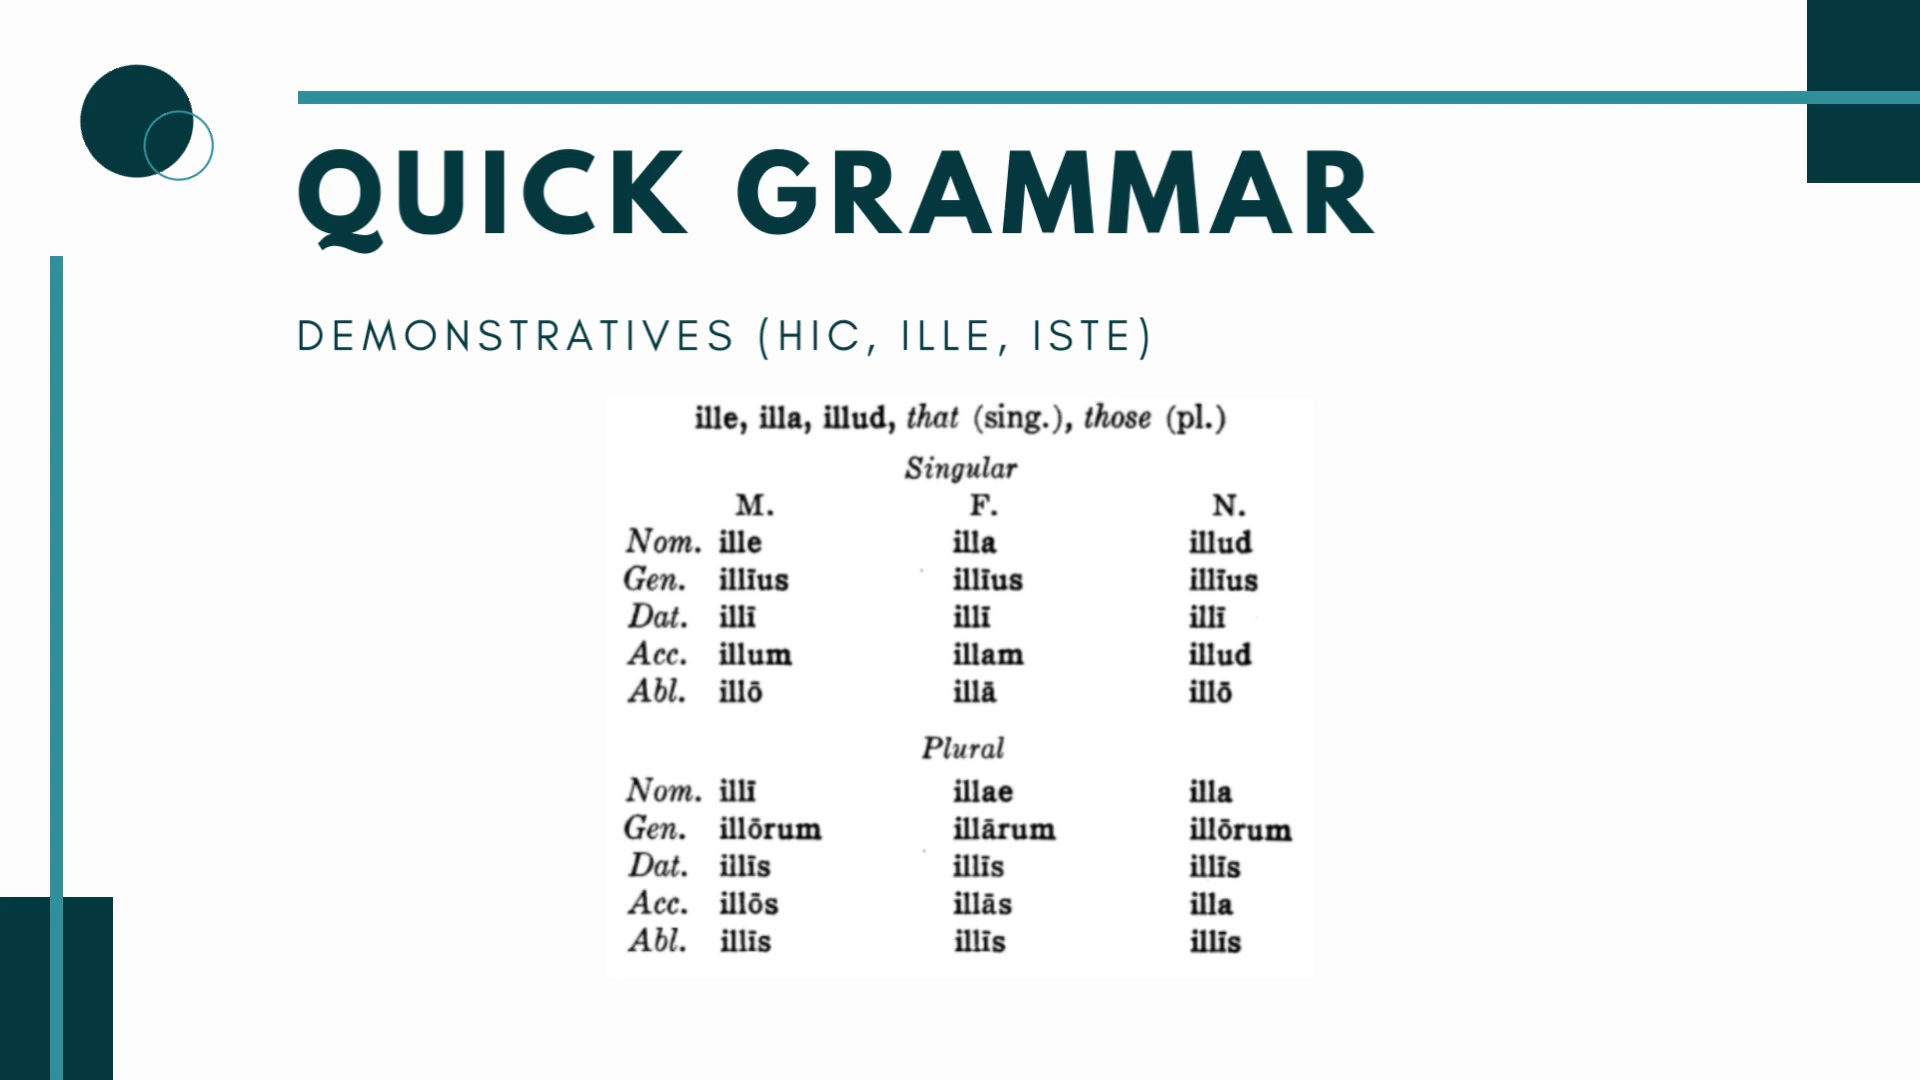 QUICK GRAMMAR
DEMONSTRATIVES (HIC, ILLE, ISTE)
ille, illa, illud, that (sing.), those (pl.)
Singular
M. F. N.
Nom. ille illa illud
Gen. illīus illīus illīus
Dat. illī illī illī
Acc. illum illam illud
Abl. illō illā illō
Plural
Nom. illī illae illa
Gen. illōrum illārum illōrum
Dat. illīs illīs illīs
Acc. illōs illās illa
Abl. illīs illīs illīs